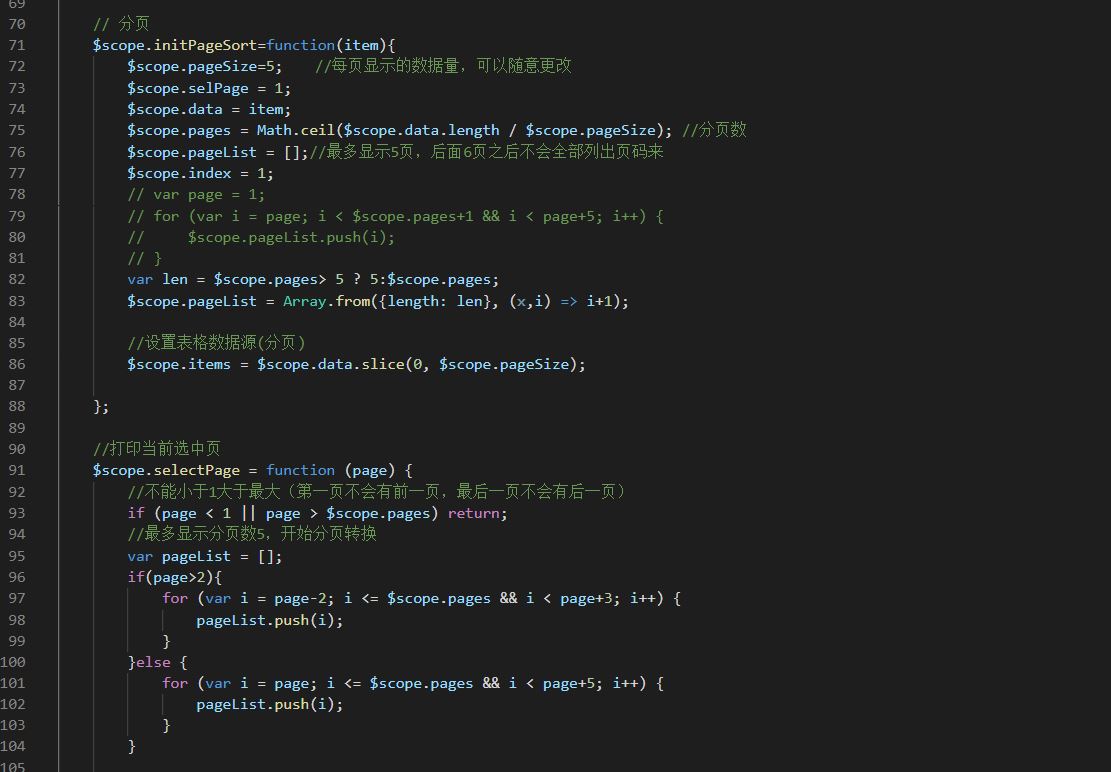 69
70 // 分页
71 $scope.initPageSort=function(item){
72 $scope.pageSize=5; //每页显示的数据量，可以随意更改
73 $scope.selPage = 1;
74 $scope.data = item;
75 $scope.pages = Math.ceil($scope.data.length / $scope.pageSize); //分页数
76 $scope.pageList = [];//最多显示5页，后面6页之后不会全部列出页码来
77 $scope.index = 1;
78 // var page = 1;
79 // for (var i = page; i < $scope.pages+1 && i < page+5; i++) {
80 //     $scope.pageList.push(i);
81 // }
82 var len = $scope.pages> 5 ? 5:$scope.pages;
83 $scope.pageList = Array.from({length: len}, (x,i) => i+1);
84
85 //设置表格数据源(分页)
86 $scope.items = $scope.data.slice(0, $scope.pageSize);
87
88 };
89
90 //打印当前选中页
91 $scope.selectPage = function (page) {
92 //不能小于1大于最大（第一页不会有前一页，最后一页不会有后一页）
93 if (page < 1 || page > $scope.pages) return;
94 //最多显示分页数5，开始分页转换
95 var pageList = [];
96 if(page>2){
97 for (var i = page-2; i <= $scope.pages && i < page+3; i++) {
98 pageList.push(i);
99 }
100 }else {
101 for (var i = page; i <= $scope.pages && i < page+5; i++) {
102 pageList.push(i);
103 }
104 }
105